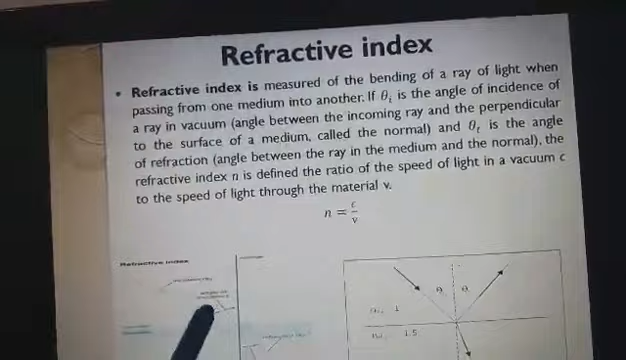 Refractive index
• Refractive index is measured of the bending of a ray of light when
passing from one medium into another. If θi is the angle of incidence of
a ray in vacuum (angle between the incoming ray and the perpendicular
to the surface of a medium, called the normal) and θt is the angle
of refraction (angle between the ray in the medium and the normal), the
refractive index n is defined the ratio of the speed of light in a vacuum c
to the speed of light through the material v.
n = c/v
Refractive Index
θ θ
1
1.5